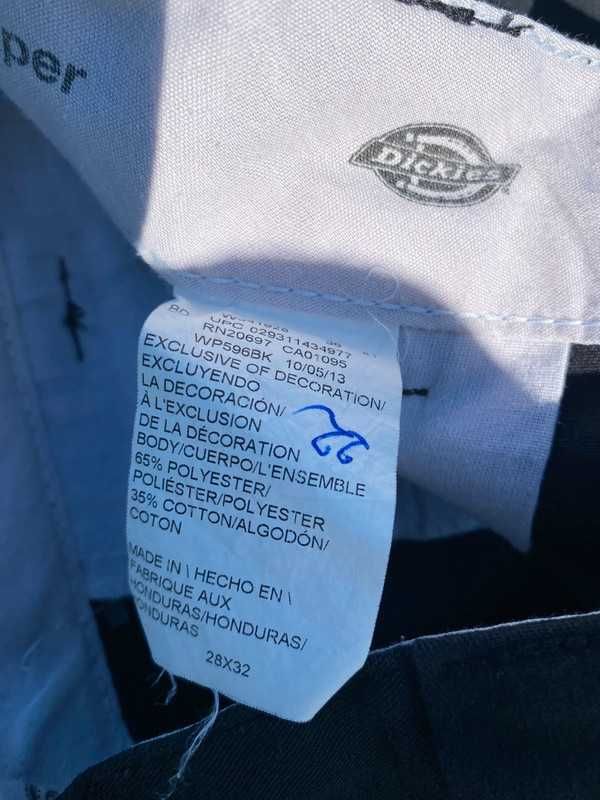 per
Dickies
UPC 029311434977
RN20697 CA01095
WP596BK 10/05/13
EXCLUSIVE OF DECORATION/
EXCLUYENDO
LA DECORACIÓN/
À L'EXCLUSION
DE LA DÉCORATION
22
BODY/CUERPO/L'ENSEMBLE
65% POLYESTER/
POLIÉSTER/POLYESTER
35% COTTON/ALGODÓN/
COTON
MADE IN \ HECHO EN \
FABRIQUE AUX
HONDURAS/HONDURAS/
HONDURAS
28X32